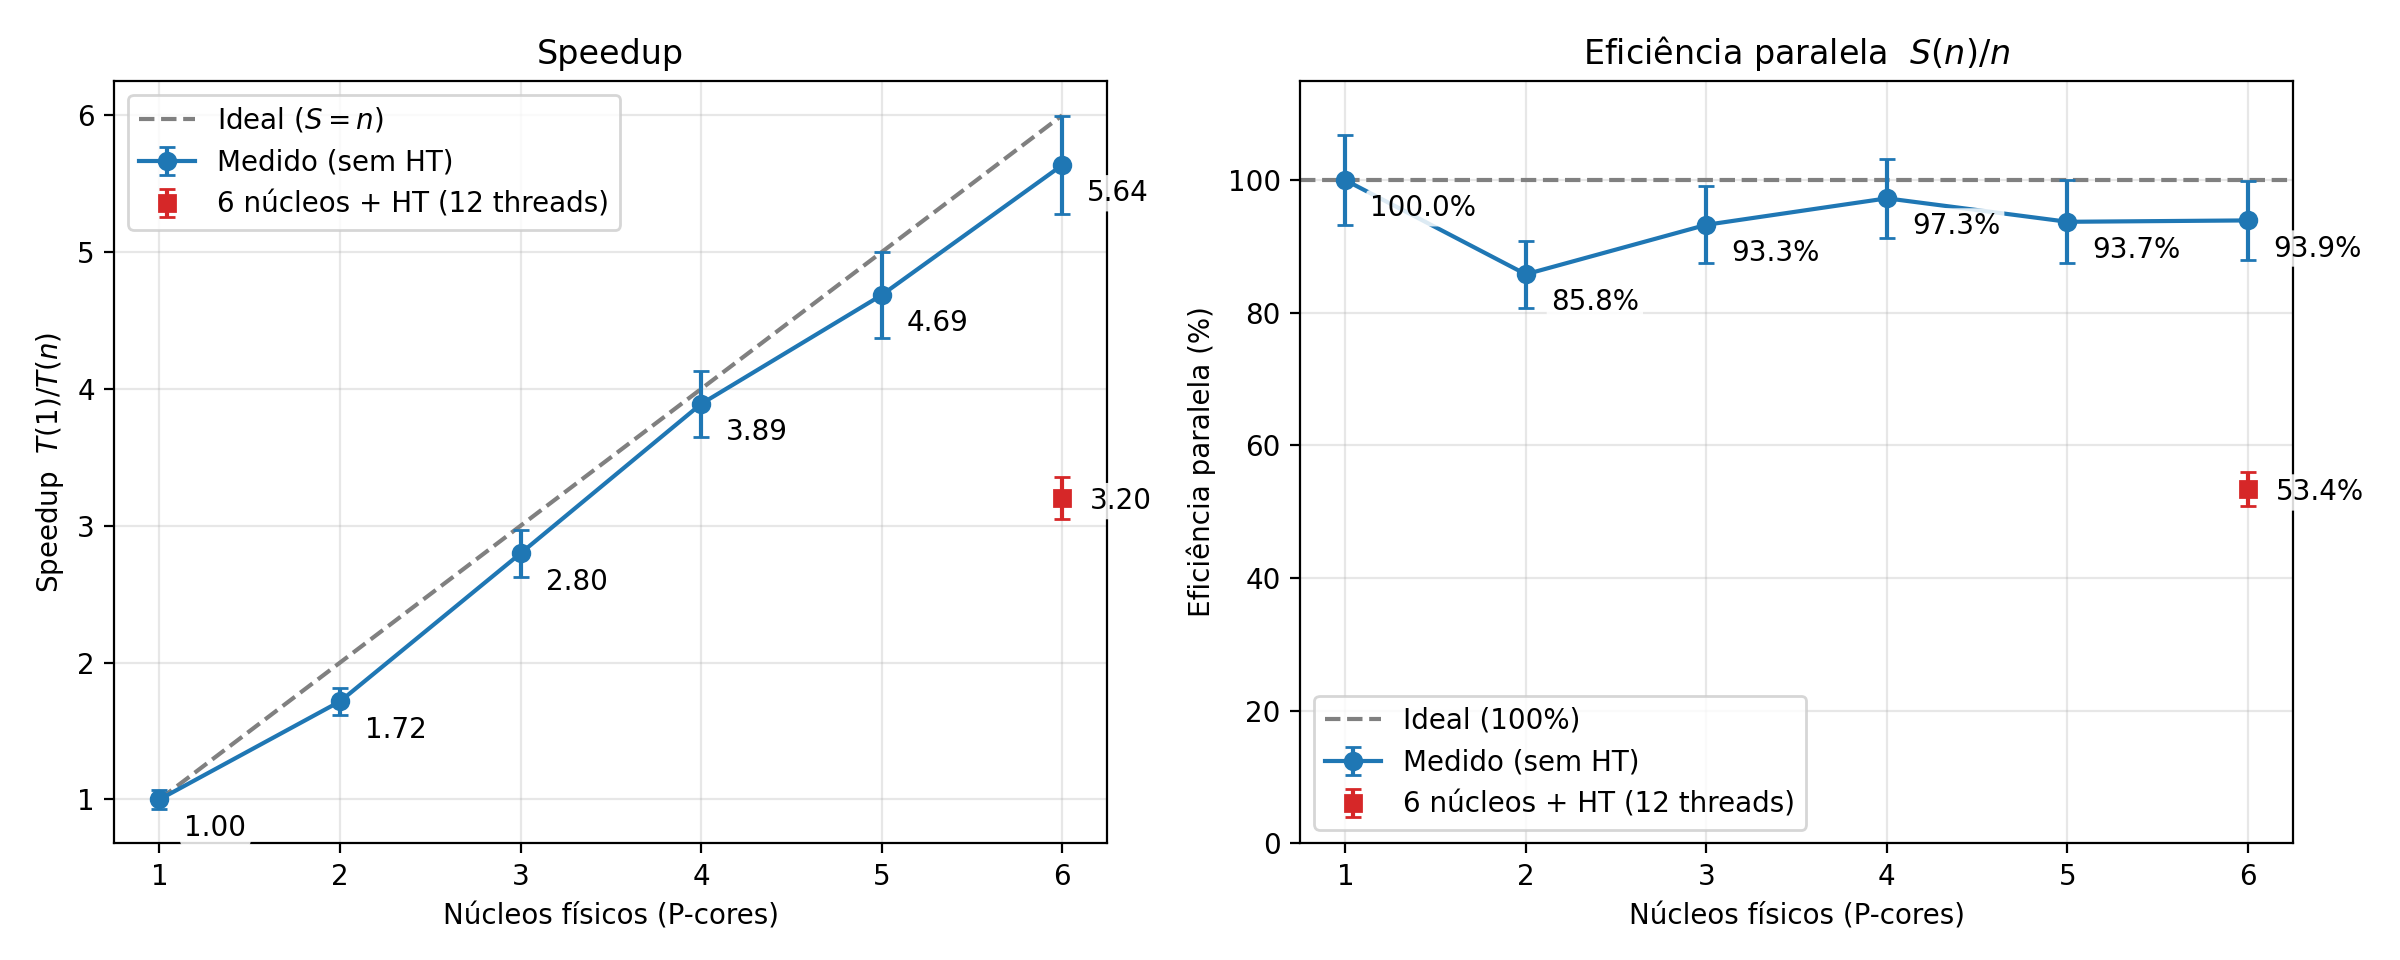 Speedup
Ideal (S = n)
Medido (sem HT)
6 núcleos + HT (12 threads)
Speedup T(1)/T(n)
6
5
4
3
2
1
1.00
1.72
2.80
3.89
4.69
5.64
3.20
1 2 3 4 5 6
Núcleos físicos (P-cores)
Eficiência paralela S(n)/n
Eficiência paralela (%)
100
80
60
40
20
0
100.0%
85.8%
93.3%
97.3%
93.7%
93.9%
53.4%
Ideal (100%)
Medido (sem HT)
6 núcleos + HT (12 threads)
1 2 3 4 5 6
Núcleos físicos (P-cores)